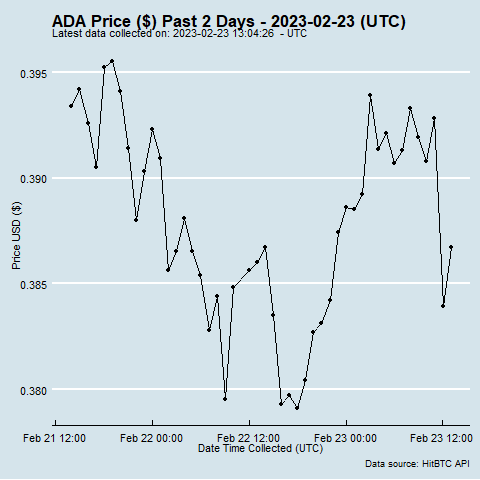 ADA Price ($) Past 2 Days - 2023-02-23 (UTC)
Latest data collected on: 2023-02-23 13:04:26  - UTC
0.395
0.390
0.385
0.380
Price USD ($)
Feb 21 12:00 Feb 22 00:00 Feb 22 12:00 Feb 23 00:00 Feb 23 12:00
Date Time Collected (UTC)
Data source: HitBTC API